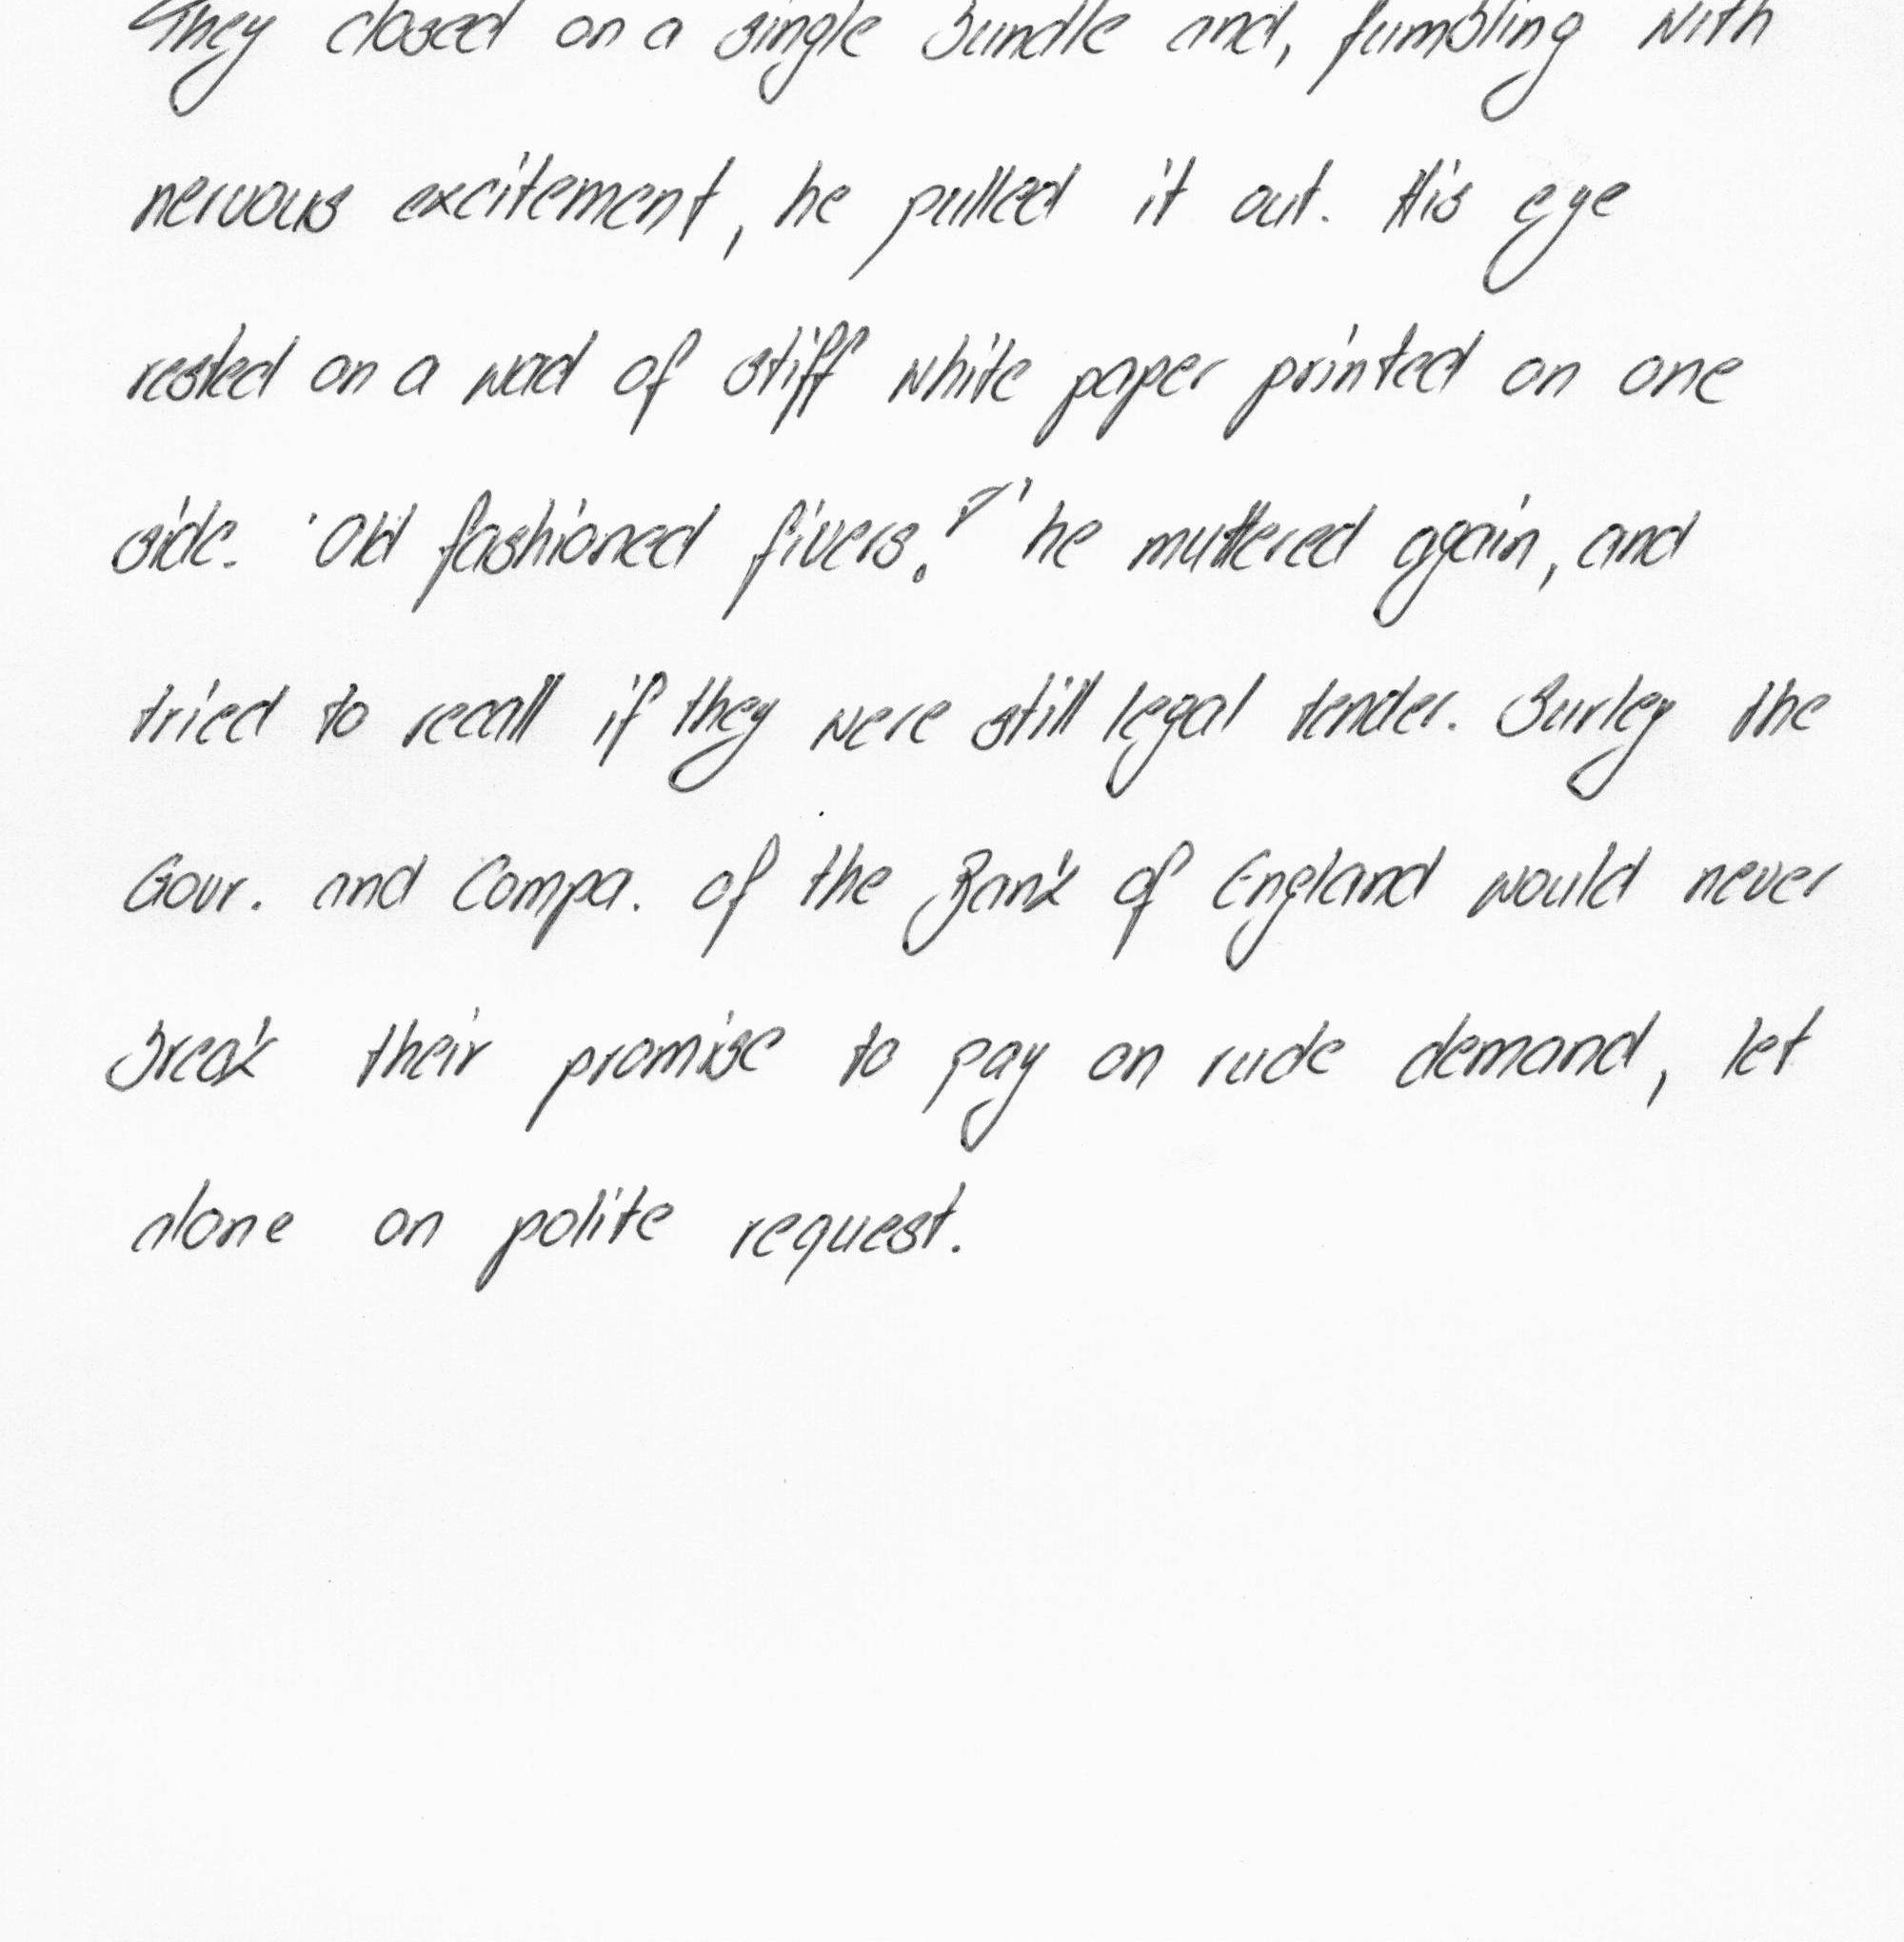 They closed on a single bundle and, fumbling with
nervous excitement, he pulled it out. His eye
rested on a wad of stiff white paper printed on one
side. 'Old fashioned fivers?' he muttered again, and
tried to recall if they were still legal tender. Surley the
Govr. and Compa. of the Bank of England would never
break their promise to pay on rude demand, let
alone on polite request.